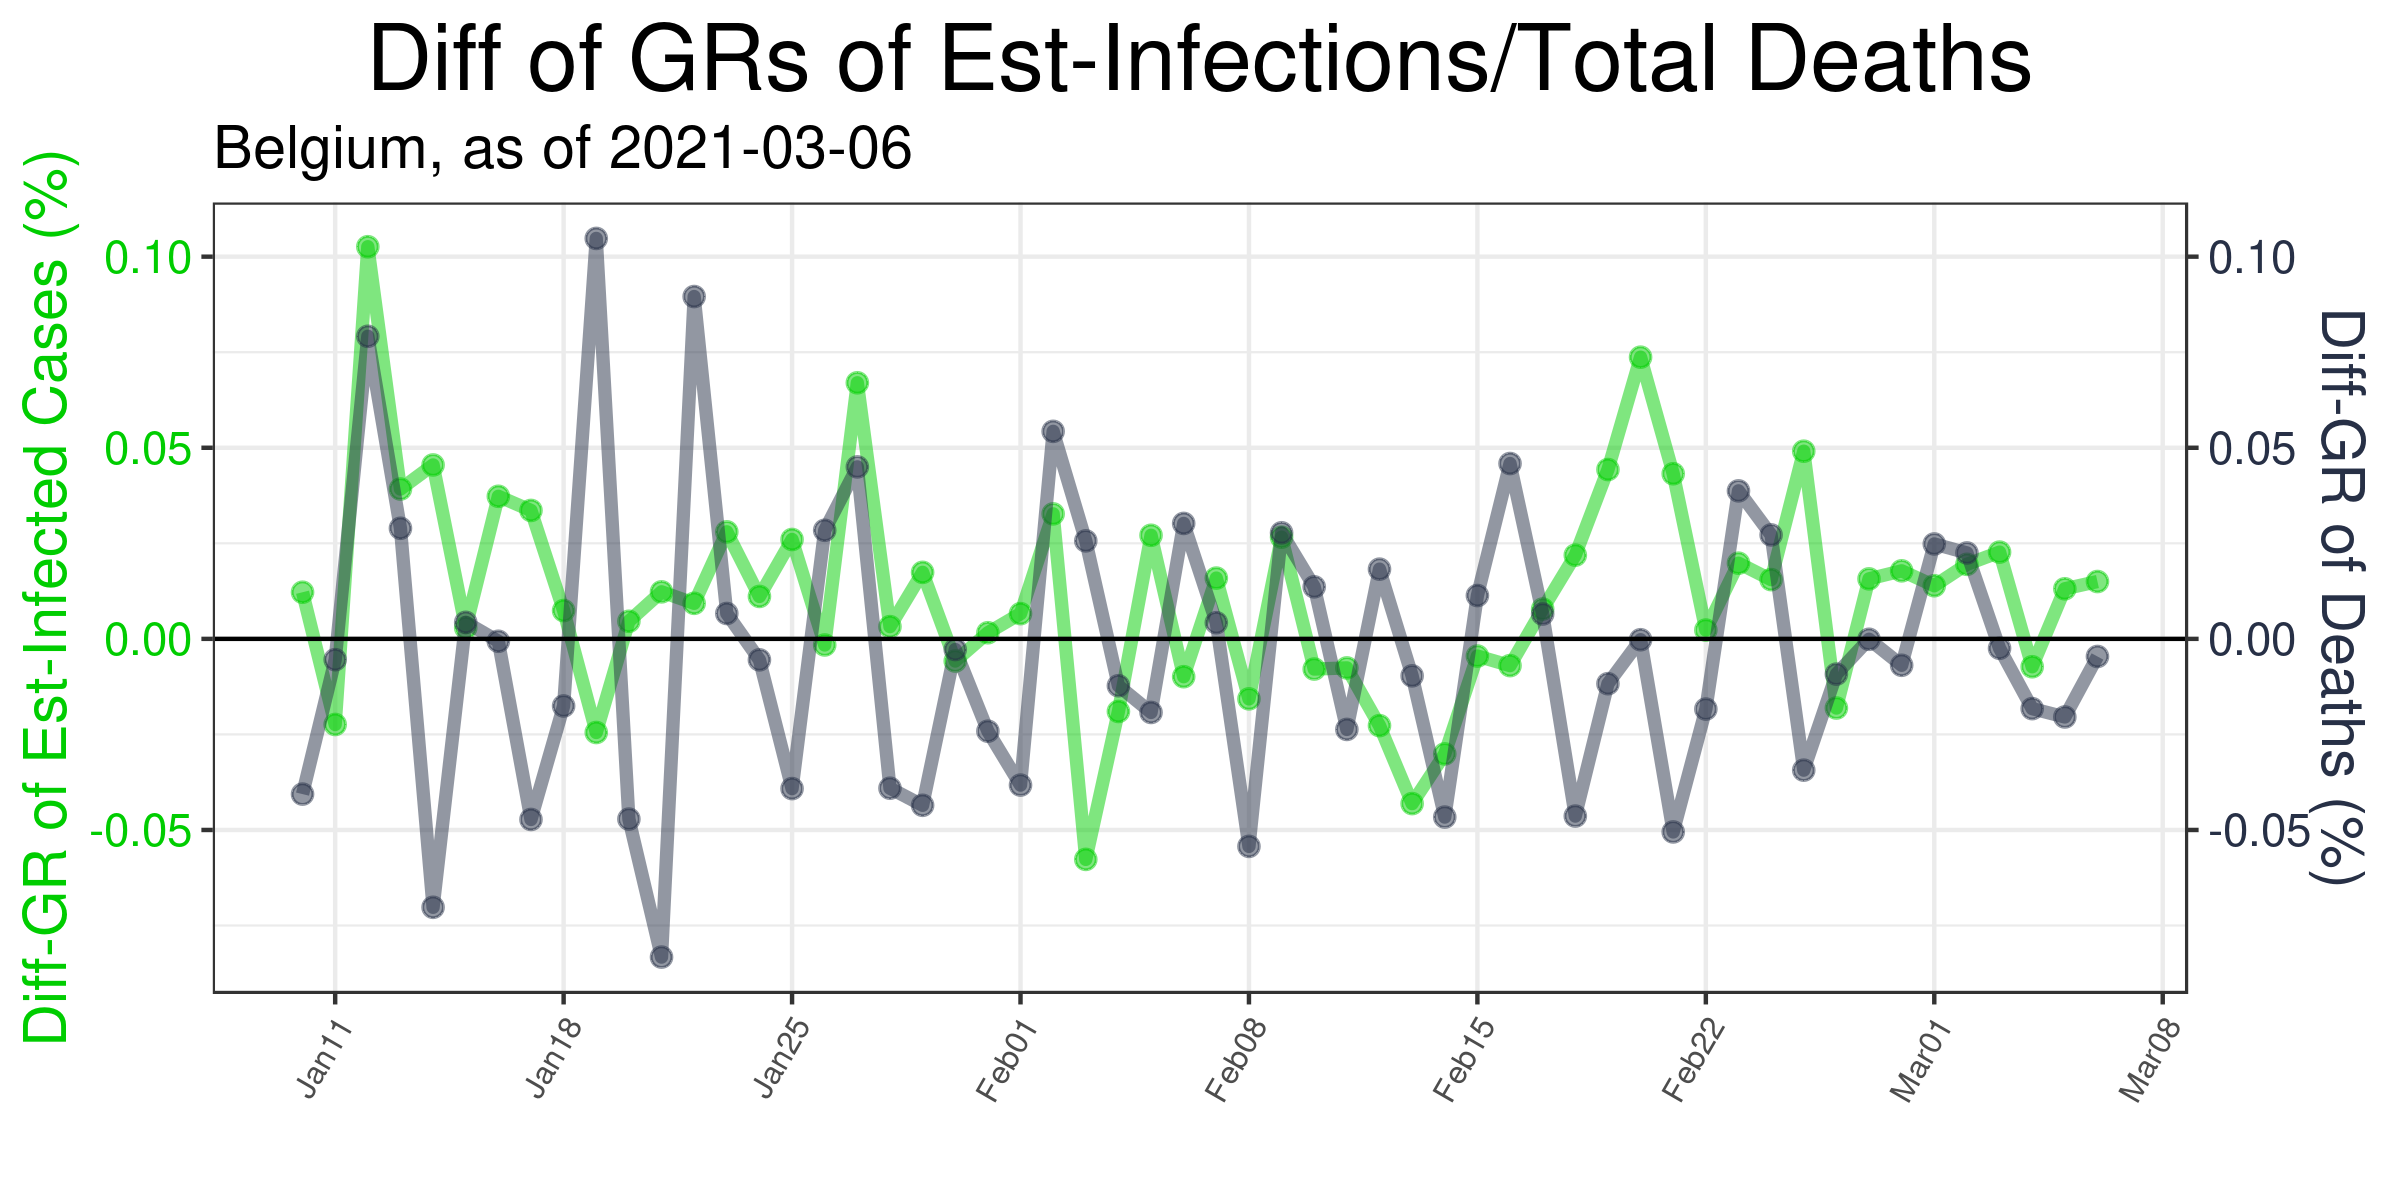 Diff of GRs of Est-Infections/Total Deaths
Belgium, as of 2021-03-06
Diff-GR of Est-Infected Cases (%)
0.10
0.05
0.00
-0.05
0.10
0.05
0.00
-0.05
Diff-GR of Deaths (%)
Jan11
Jan18
Jan25
Feb01
Feb08
Feb15
Feb22
Mar01
Mar08